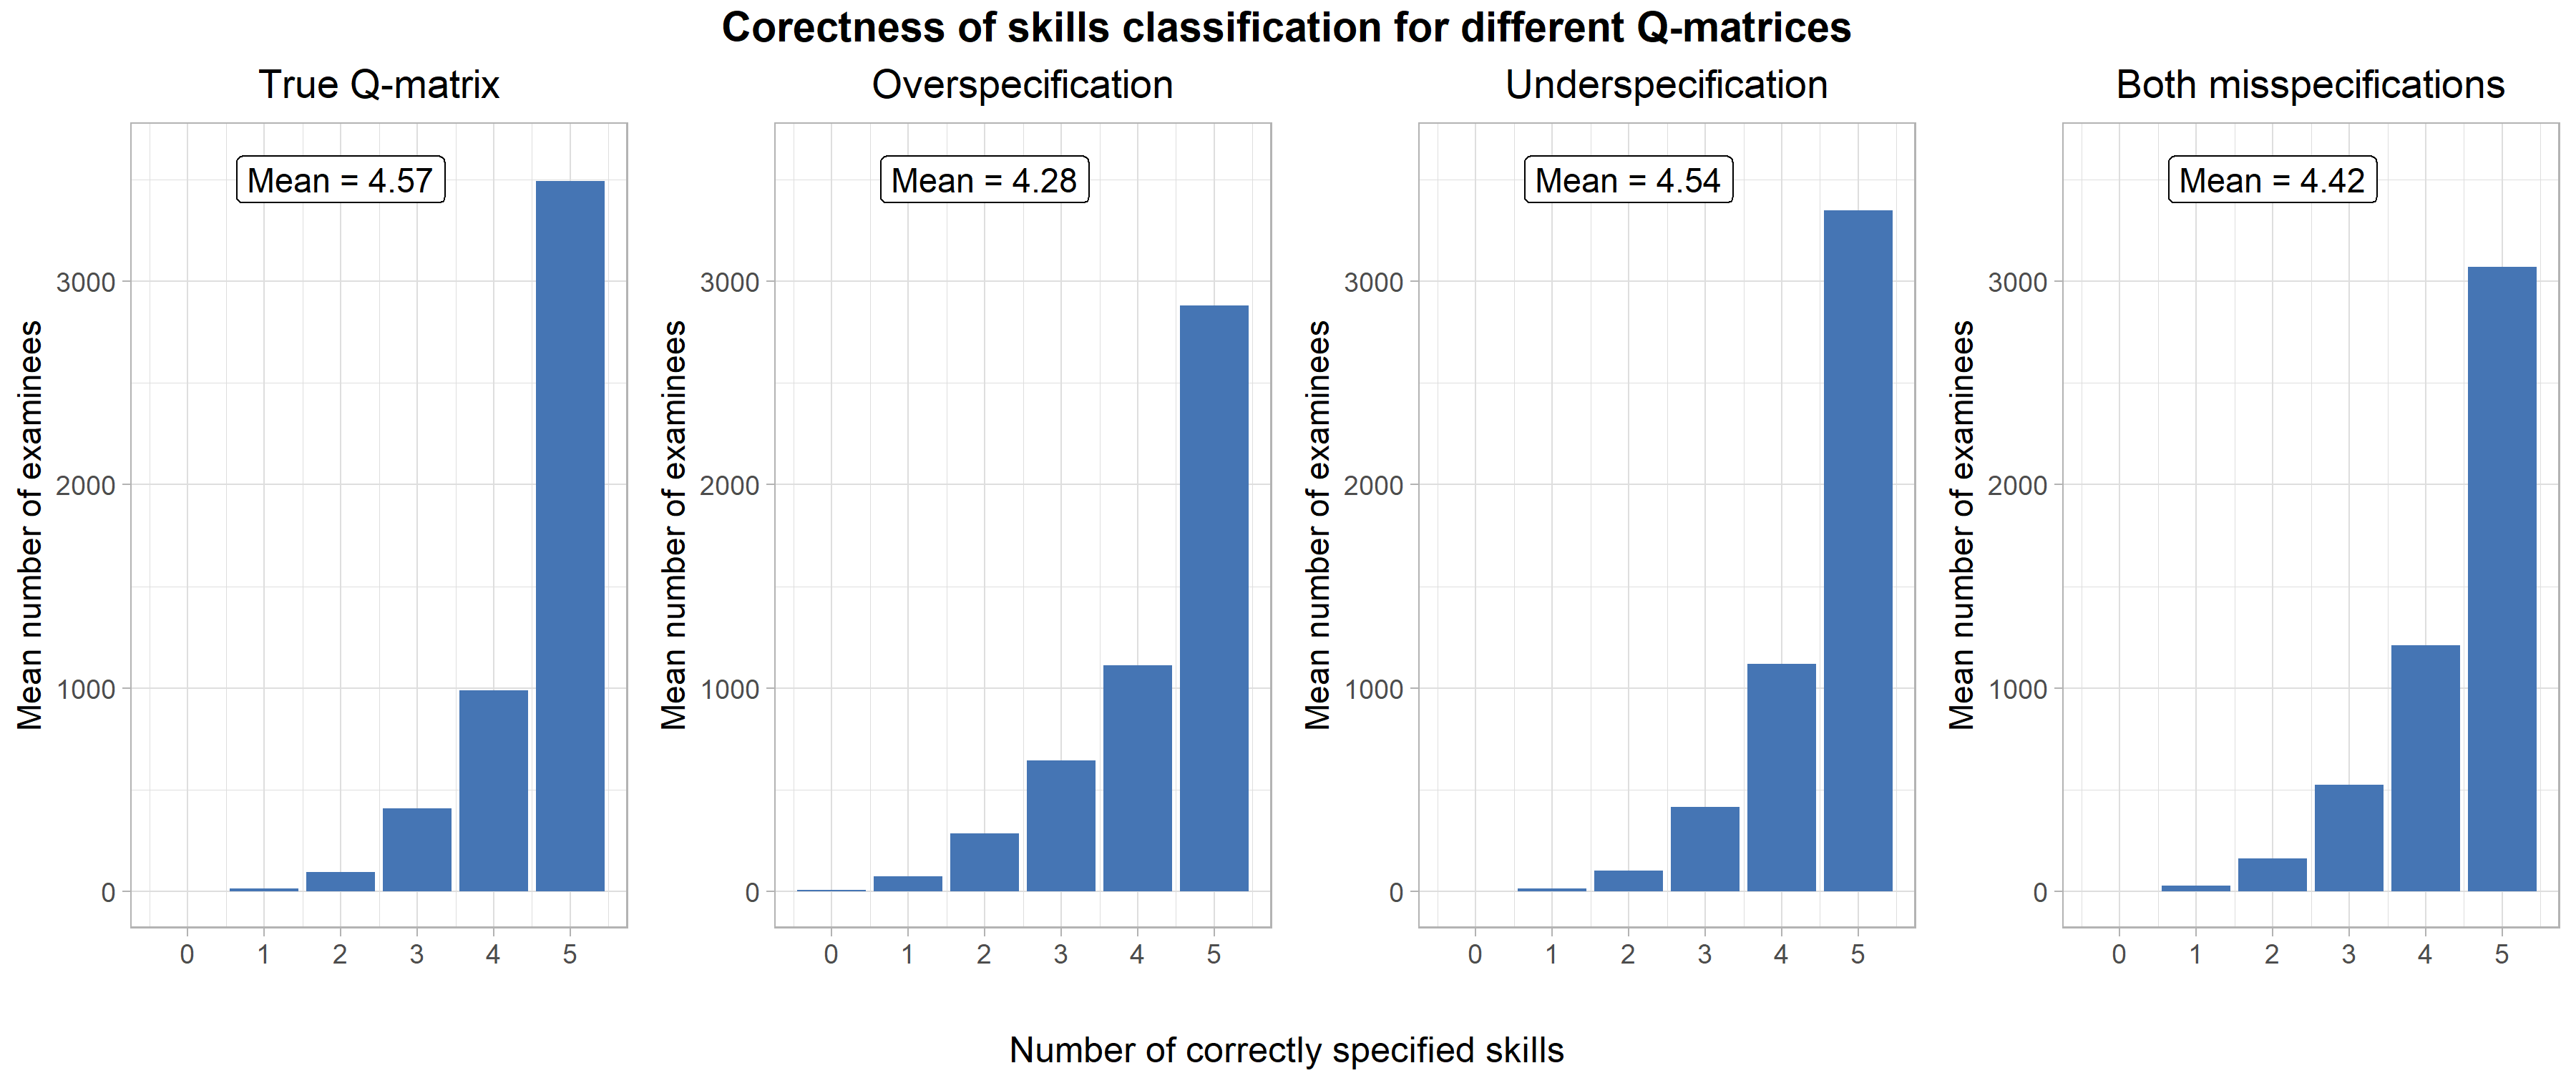 Corectness of skills classification for different Q-matrices
True Q-matrix
Overspecification
Underspecification
Both misspecifications
Mean = 4.57
Mean = 4.28
Mean = 4.54
Mean = 4.42
Mean number of examinees
3000
2000
1000
0
0 1 2 3 4 5
Mean number of examinees
3000
2000
1000
0
0 1 2 3 4 5
Mean number of examinees
3000
2000
1000
0
0 1 2 3 4 5
Mean number of examinees
3000
2000
1000
0
0 1 2 3 4 5
Number of correctly specified skills